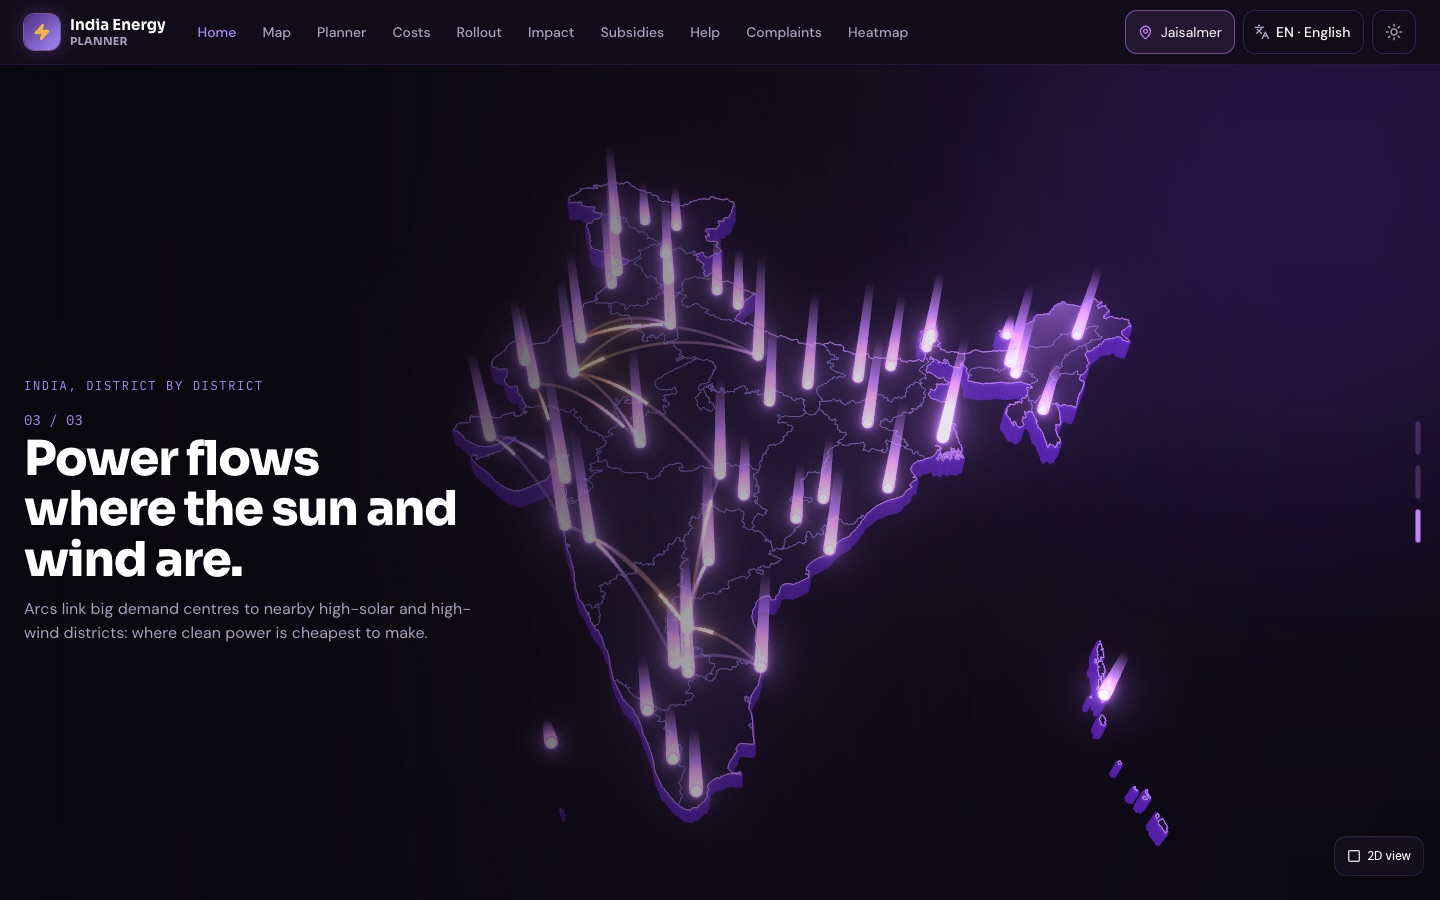 India Energy
PLANNER
Home
Map
Planner
Costs
Rollout
Impact
Subsidies
Help
Complaints
Heatmap
Jaisalmer
EN · English
INDIA, DISTRICT BY DISTRICT
03 / 03
Power flows
where the sun and
wind are.
Arcs link big demand centres to nearby high-solar and high-
wind districts: where clean power is cheapest to make.
2D view